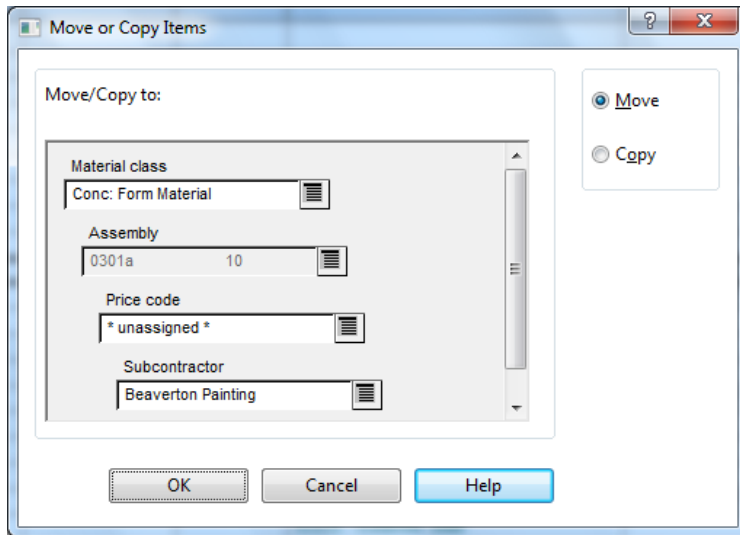 Move or Copy Items
?
Move/Copy to:
Material class
Conc: Form Material
Assembly
0301a 10
Price code
* unassigned *
Subcontractor
Beaverton Painting
Move
Copy
OK Cancel Help